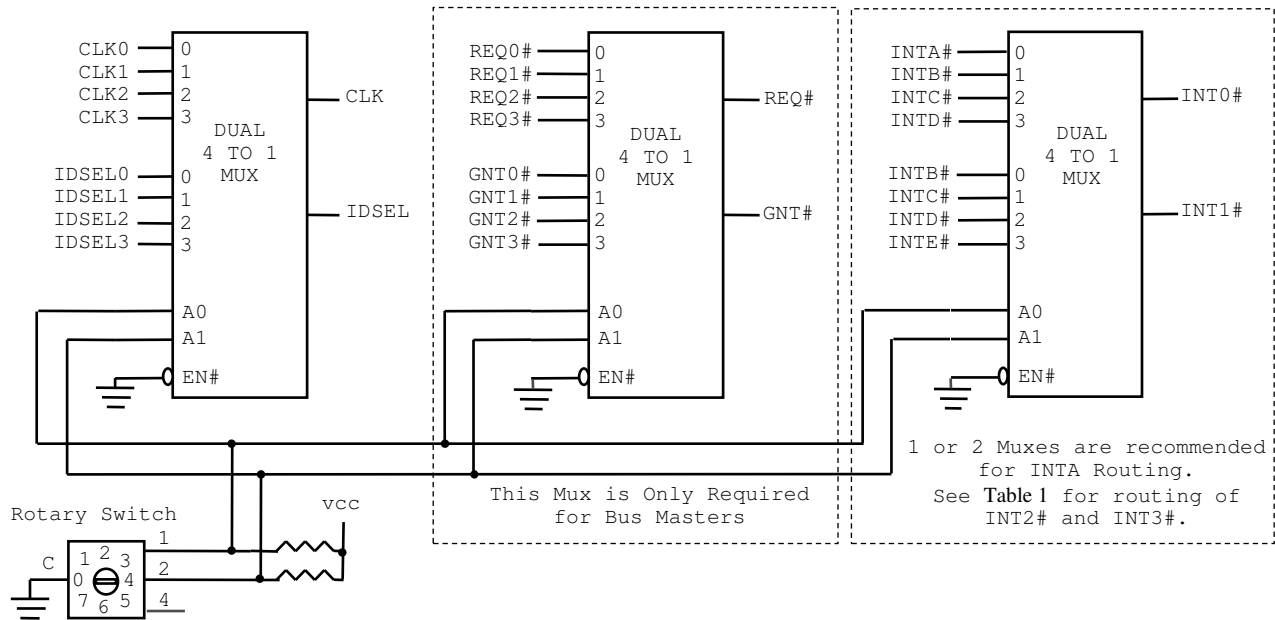 CLK0 0
CLK1 1
CLK2 2
CLK3 3
CLK
DUAL
4 TO 1
MUX
IDSEL0 0
IDSEL1 1
IDSEL2 2
IDSEL3 3
IDSEL
A0
A1
EN#
REQ0# 0
REQ1# 1
REQ2# 2
REQ3# 3
REQ#
DUAL
4 TO 1
MUX
GNT0# 0
GNT1# 1
GNT2# 2
GNT3# 3
GNT#
A0
A1
EN#
This Mux is Only Required
for Bus Masters
INTA# 0
INTB# 1
INTC# 2
INTD# 3
INT0#
DUAL
4 TO 1
MUX
INTB# 0
INTC# 1
INTD# 2
INTE# 3
INT1#
A0
A1
EN#
1 or 2 Muxes are recommended
for INTA Routing.
See Table 1 for routing of
INT2# and INT3#.
Rotary Switch
vcc
C
0
1
2
3
4
5
6
7
1
2
4